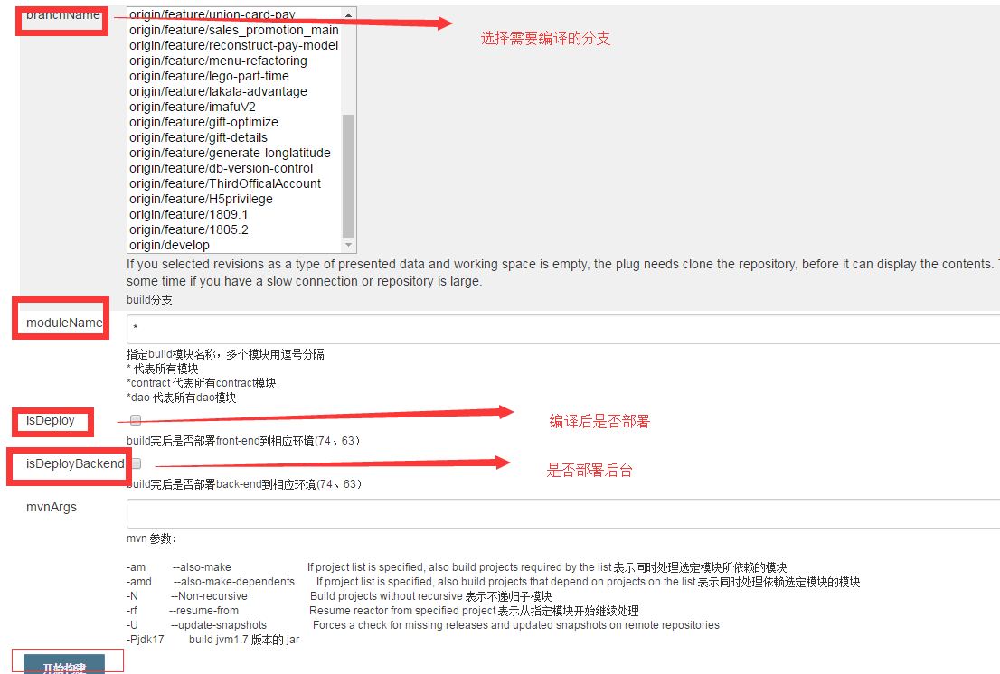 branchName
origin/feature/union-card-pay
origin/feature/sales_promotion_main
origin/feature/reconstruct-pay-model
origin/feature/menu-refactoring
origin/feature/lego-part-time
origin/feature/lakala-advantage
origin/feature/imafuV2
origin/feature/gift-optimize
origin/feature/gift-details
origin/feature/generate-longlatitude
origin/feature/db-version-control
origin/feature/ThirdOfficalAccount
origin/feature/H5privilege
origin/feature/1809.1
origin/feature/1805.2
origin/develop
选择需要编译的分支
If you selected revisions as a type of presented data and working space is empty, the plug needs clone the repository, before it can display the contents.
some time if you have a slow connection or repository is large.
build分支
moduleName
*
指定build模块名称，多个模块用逗号分隔
* 代表所有模块
*contract 代表所有contract模块
*dao 代表所有dao模块
isDeploy
编译后是否部署
build完后是否部署front-end到相应环境(74、63)
isDeployBackend
是否部署后台
build完后是否部署back-end到相应环境(74、63)
mvnArgs
mvn 参数：
-am --also-make If project list is specified, also build projects required by the list 表示同时处理选定模块所依赖的模块
-amd --also-make-dependents If project list is specified, also build projects that depend on projects on the list 表示同时处理依赖选定模块的模块
-N --Non-recursive Build projects without recursive 表示不递归子模块
-rf --resume-from Resume reactor from specified project 表示从指定模块开始继续处理
-U --update-snapshots Forces a check for missing releases and updated snapshots on remote repositories
-Pjdk17 build jvm1.7 版本的 jar
开始构建